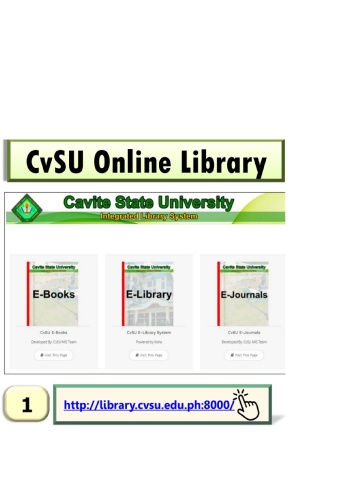 CvSU Online Library
Cavite State University
Integrated Library System
Cavite State University
E-Books
CvSU E-Books
Developed By: CvSU MIS Team
Visit This Page
Cavite State University
E-Library
CvSU E-Library System
Powered by Koha
Visit This Page
Cavite State University
E-Journals
CvSU E-Journals
Developed By: CvSU MIS Team
Visit This Page
1
http://library.cvsu.edu.ph:8000/